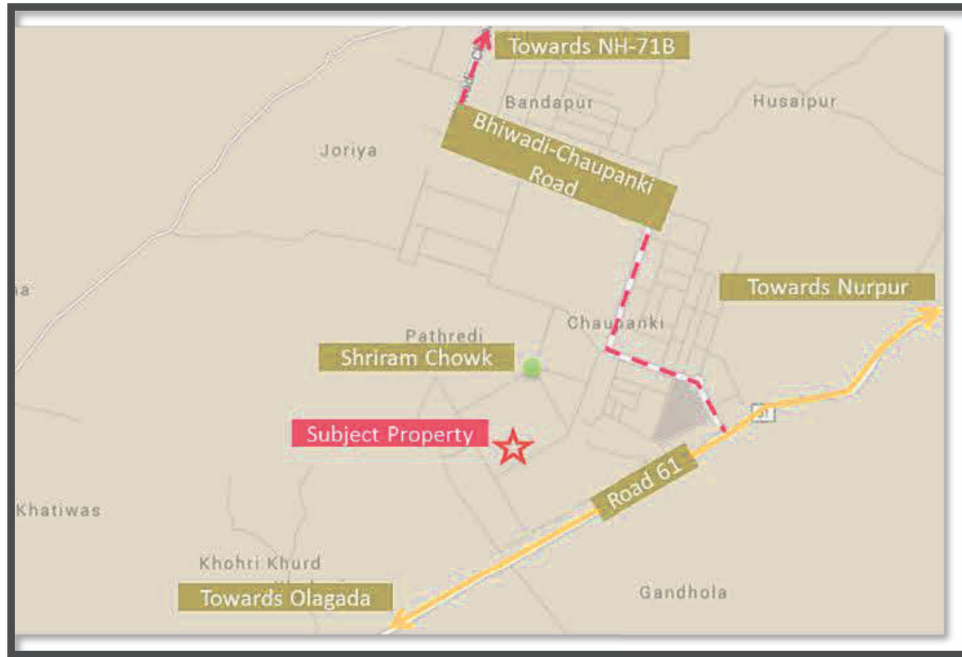 Towards NH-71B
Bandapur
Husaipur
Bhiwadi-Chaupanki
Road
Joriya
Towards Nurpur
Chaupanki
Pathredi
Shriram Chowk
Subject Property
Road 61
Khatiwas
Khohri Khurd
Towards Olagada
Gandhola